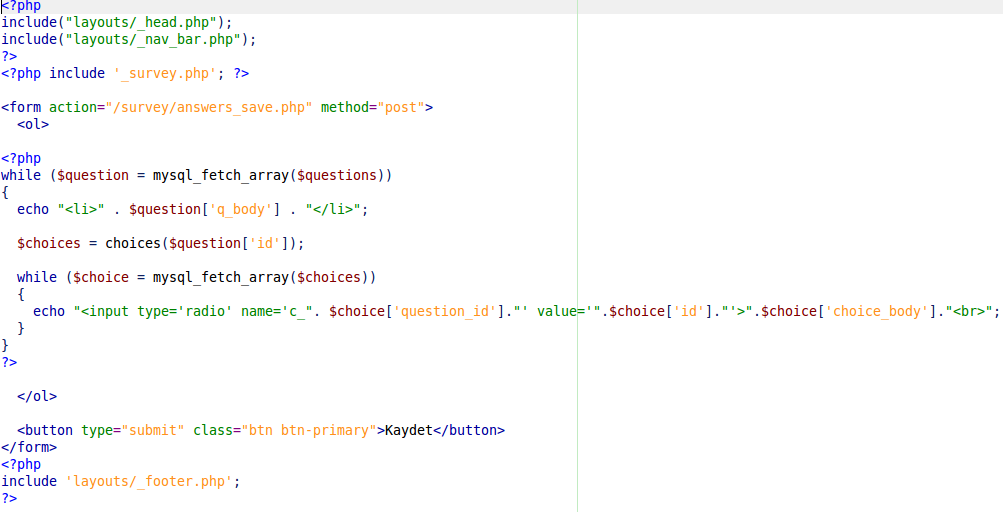 <?php
include("layouts/_head.php");
include("layouts/_nav_bar.php");
?>
<?php include '_survey.php'; ?>
<form action="/survey/answers_save.php" method="post">
<ol>
<?php
while ($question = mysql_fetch_array($questions))
{
echo "<li>" . $question['q_body'] . "</li>";
$choices = choices($question['id']);
while ($choice = mysql_fetch_array($choices))
{
echo "<input type='radio' name='c_". $choice['question_id']."' value='".$choice['id']."'>".$choice['choice_body']."<br>";
}
}
?>
</ol>
<button type="submit" class="btn btn-primary">Kaydet</button>
</form>
<?php
include 'layouts/_footer.php';
?>